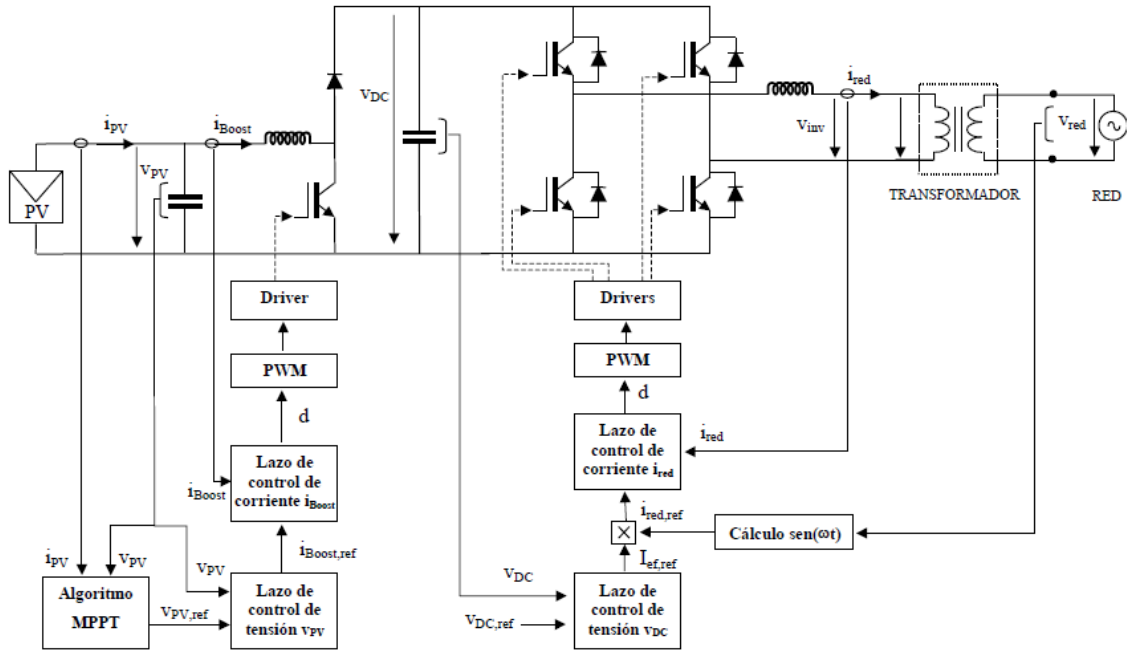 v_DC
i_PV
i_Boost
v_PV
PV
i_red
v_inv
v_red
TRANSFORMADOR
RED
Driver
PWM
d
Lazo de
control de
corriente i_Boost
i_Boost
i_Boost,ref
i_PV
v_PV
v_PV
Algoritmo
MPPT
v_PV,ref
Lazo de
control de
tensión v_PV
Drivers
PWM
d
Lazo de
control de
corriente i_red
i_red
i_red,ref
×
Cálculo sen(ωt)
I_ef,ref
v_DC
v_DC,ref
Lazo de
control de
tensión v_DC